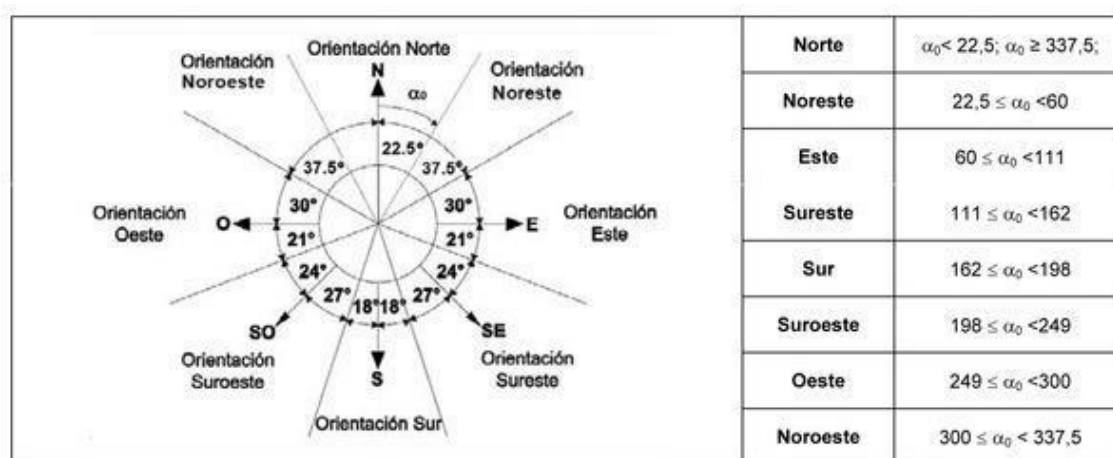 Orientación Norte
N
Orientación
Noroeste
α₀
Orientación
Noreste
22.5°
37.5°
37.5°
30°
30°
Orientación
Oeste
O
E
Orientación
Este
21°
21°
24°
24°
27°
18°
18°
27°
SO
SE
Orientación
Suroeste
S
Orientación
Sureste
Orientación Sur
Norte α₀< 22,5; α₀ ≥ 337,5;
Noreste 22,5 ≤ α₀ <60
Este 60 ≤ α₀ <111
Sureste 111 ≤ α₀ <162
Sur 162 ≤ α₀ <198
Suroeste 198 ≤ α₀ <249
Oeste 249 ≤ α₀ <300
Noroeste 300 ≤ α₀ < 337,5